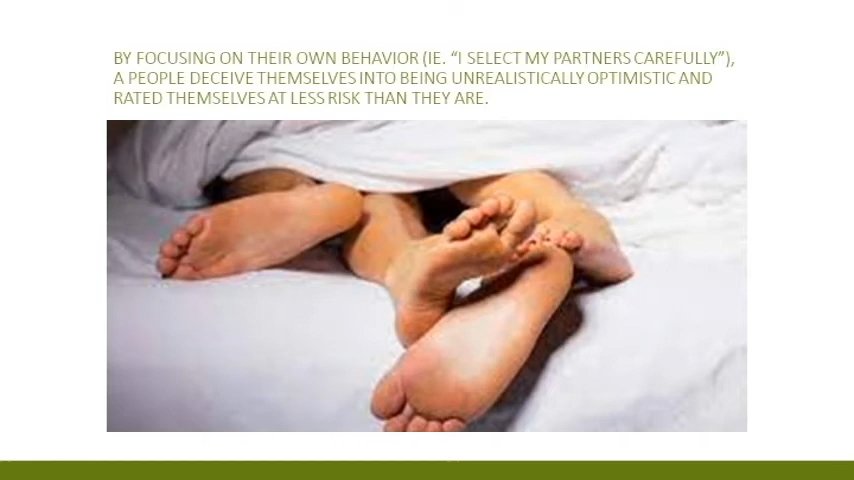 BY FOCUSING ON THEIR OWN BEHAVIOR (IE. “I SELECT MY PARTNERS CAREFULLY”),
A PEOPLE DECEIVE THEMSELVES INTO BEING UNREALISTICALLY OPTIMISTIC AND
RATED THEMSELVES AT LESS RISK THAN THEY ARE.